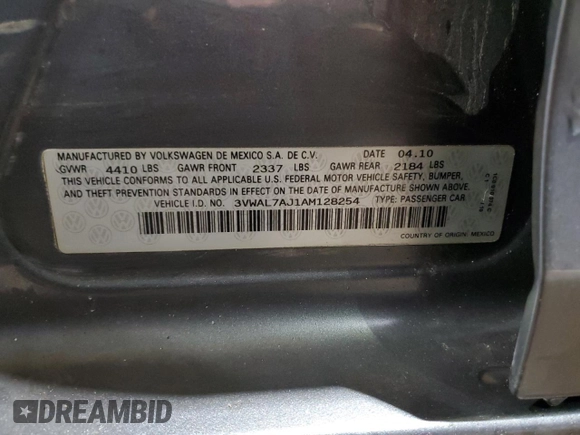 MANUFACTURED BY VOLKSWAGEN DE MEXICO S.A. DE C.V. DATE 04.10
GVWR 4410 LBS GAWR FRONT 2337 LBS GAWR REAR 2184 LBS
THIS VEHICLE CONFORMS TO ALL APPLICABLE U.S. FEDERAL MOTOR VEHICLE SAFETY, BUMPER,
AND THEFT PREVENTION STANDARDS IN EFFECT ON THE DATE OF MANUFACTURE SHOWN ABOVE.
VEHICLE I.D. NO. 3VWAL7AJ1AM128254 TYPE: PASSENGER CAR
COUNTRY OF ORIGIN: MEXICO
DREAMBID